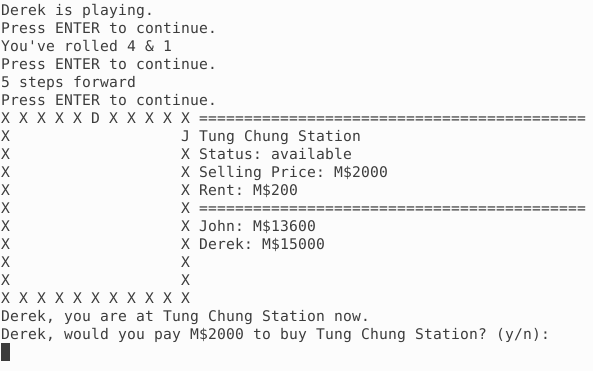 Derek is playing.
Press ENTER to continue.
You've rolled 4 & 1
Press ENTER to continue.
5 steps forward
Press ENTER to continue.
X X X X X D X X X X X ===========================================
X                   J Tung Chung Station
X                   X Status: available
X                   X Selling Price: M$2000
X                   X Rent: M$200
X                   X ===========================================
X                   X John: M$13600
X                   X Derek: M$15000
X                   X
X                   X
X X X X X X X X X X X
Derek, you are at Tung Chung Station now.
Derek, would you pay M$2000 to buy Tung Chung Station? (y/n):